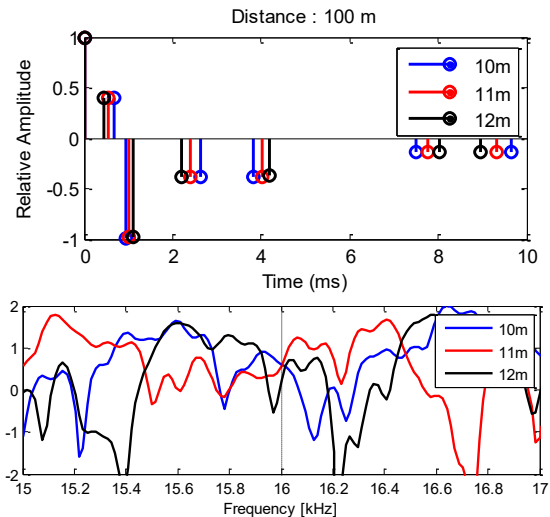 Distance : 100 m
1
0.5
0
-0.5
-1
Relative Amplitude
10m
11m
12m
0
2
4
6
8
10
Time (ms)
2
1
0
-1
-2
10m
11m
12m
15
15.2
15.4
15.6
15.8
16
16.2
16.4
16.6
16.8
17
Frequency [kHz]